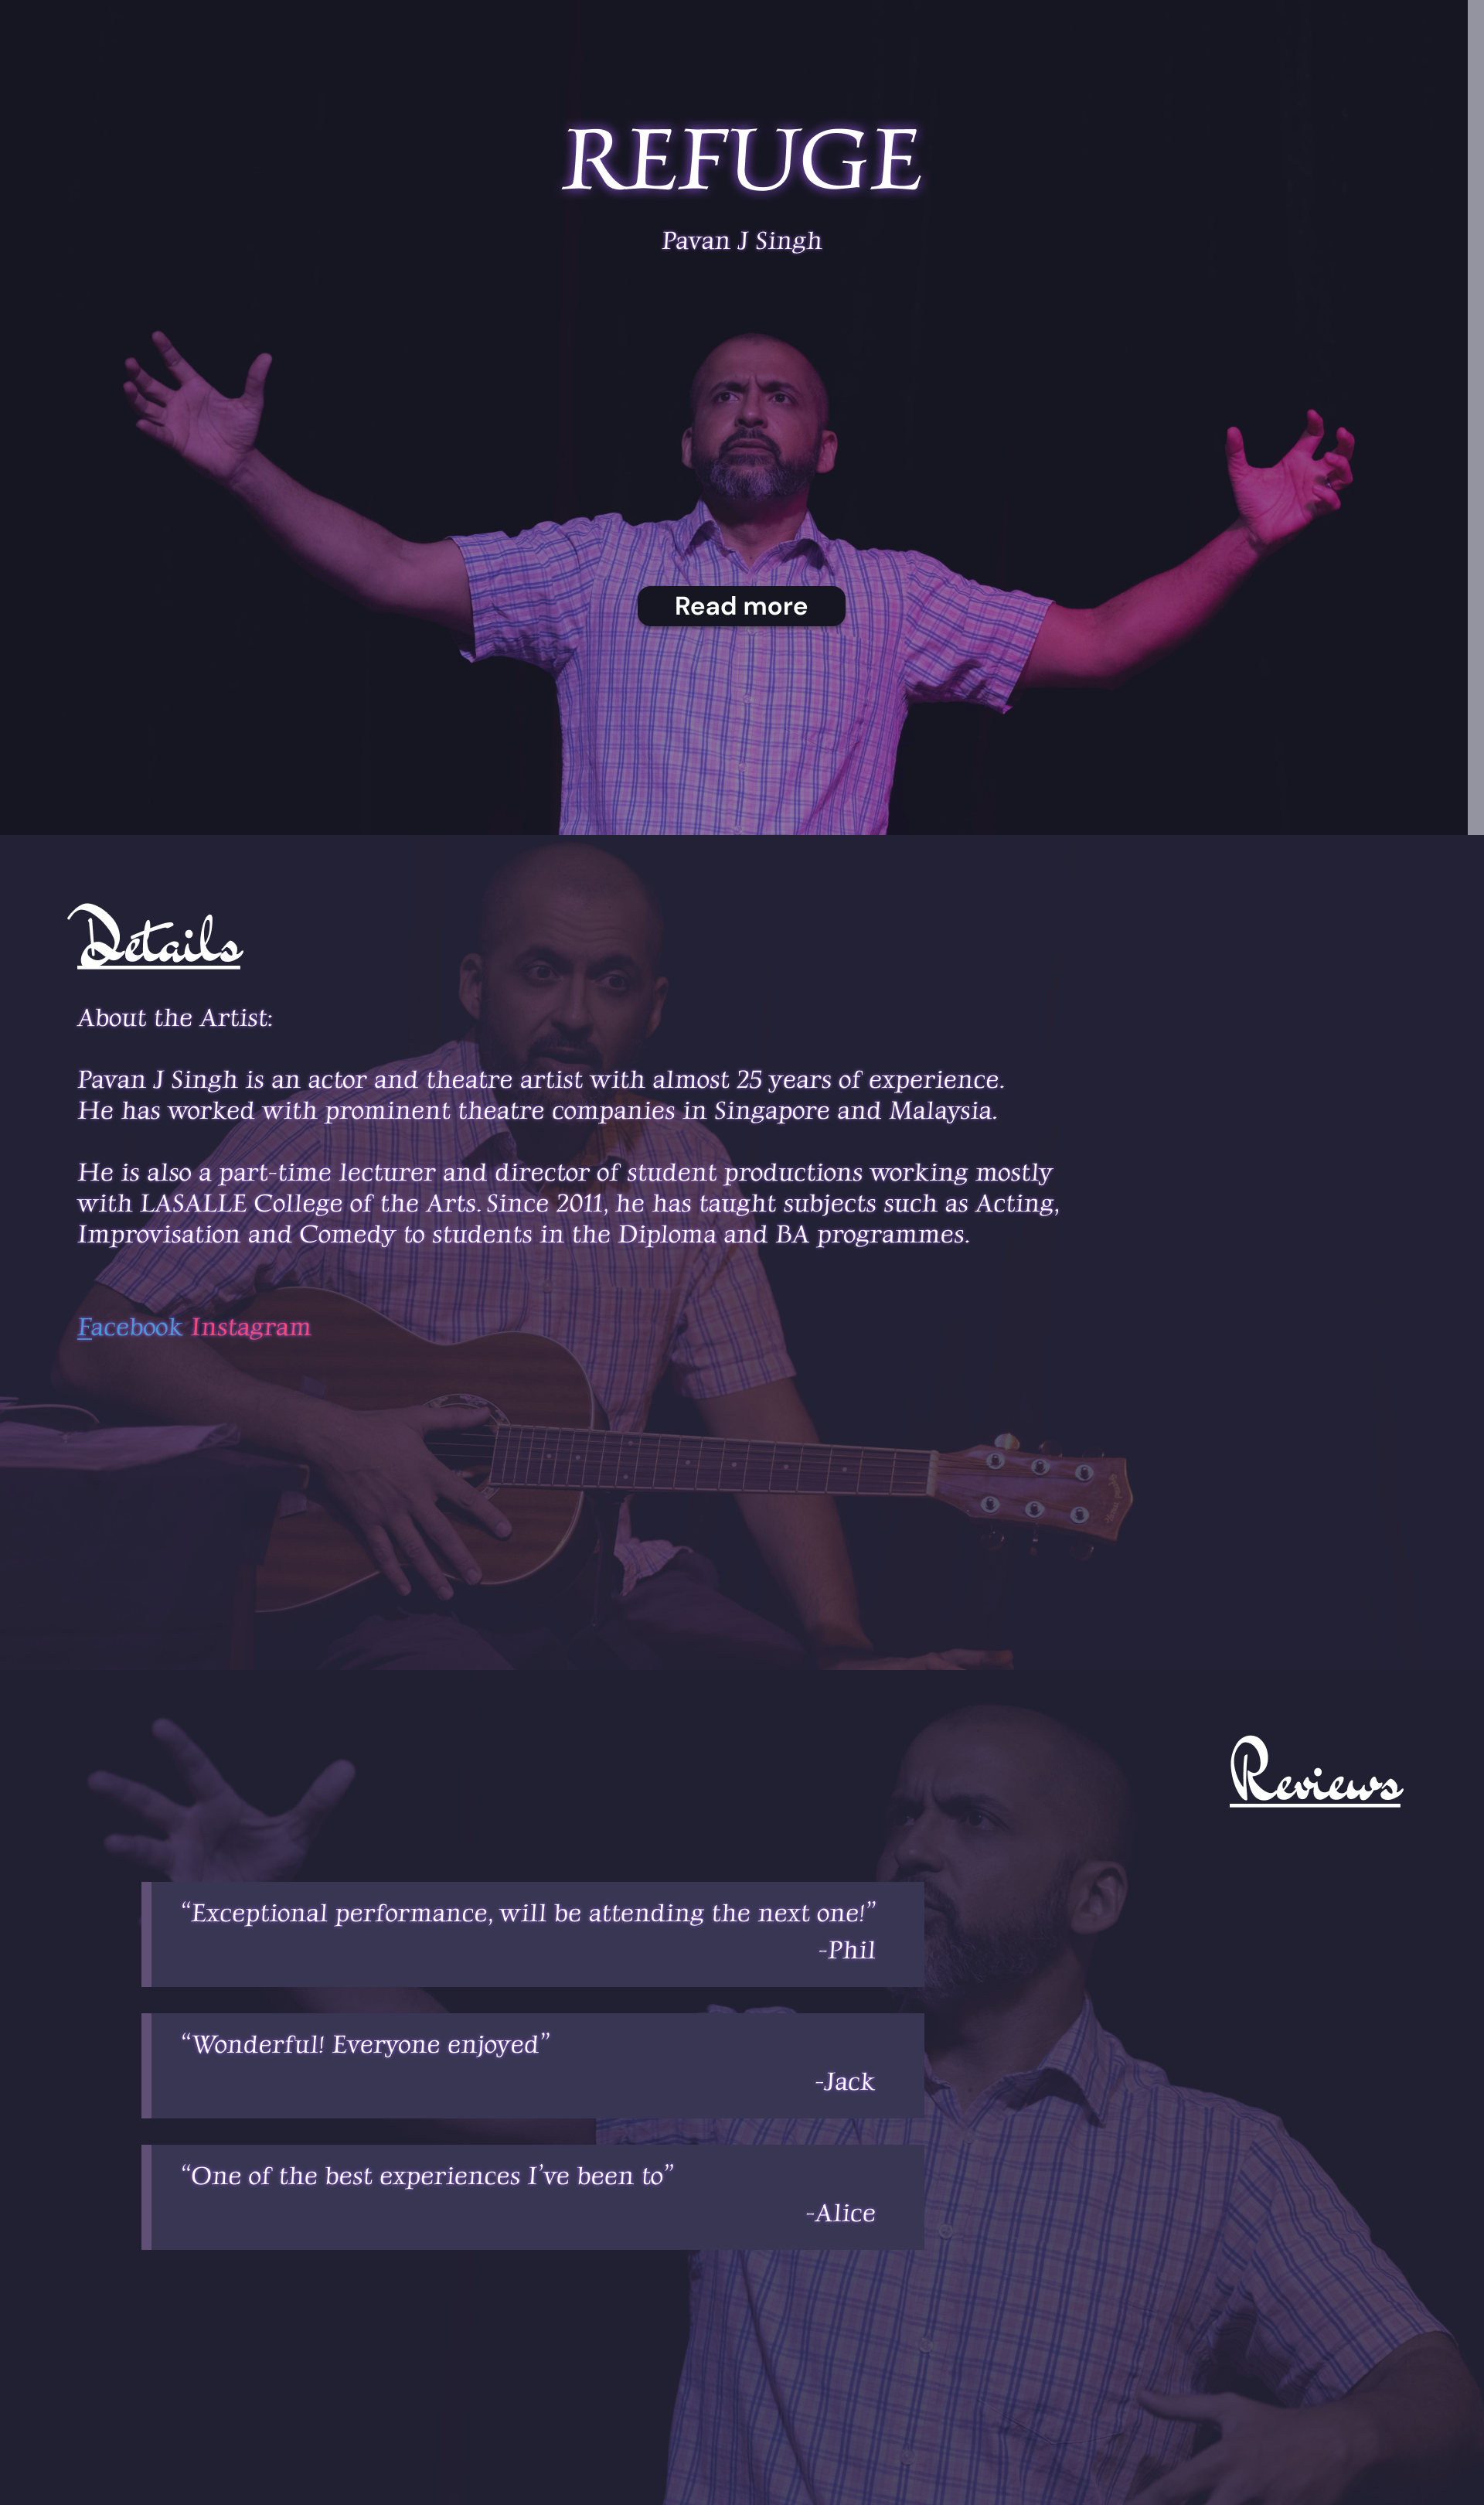 REFUGE
Pavan J Singh
Read more
Details
About the Artist:
Pavan J Singh is an actor and theatre artist with almost 25 years of experience.
He has worked with prominent theatre companies in Singapore and Malaysia.
He is also a part-time lecturer and director of student productions working mostly
with LASALLE College of the Arts. Since 2011, he has taught subjects such as Acting,
Improvisation and Comedy to students in the Diploma and BA programmes.
Facebook Instagram
Reviews
“Exceptional performance, will be attending the next one!”
-Phil
“Wonderful! Everyone enjoyed”
-Jack
“One of the best experiences I’ve been to”
-Alice